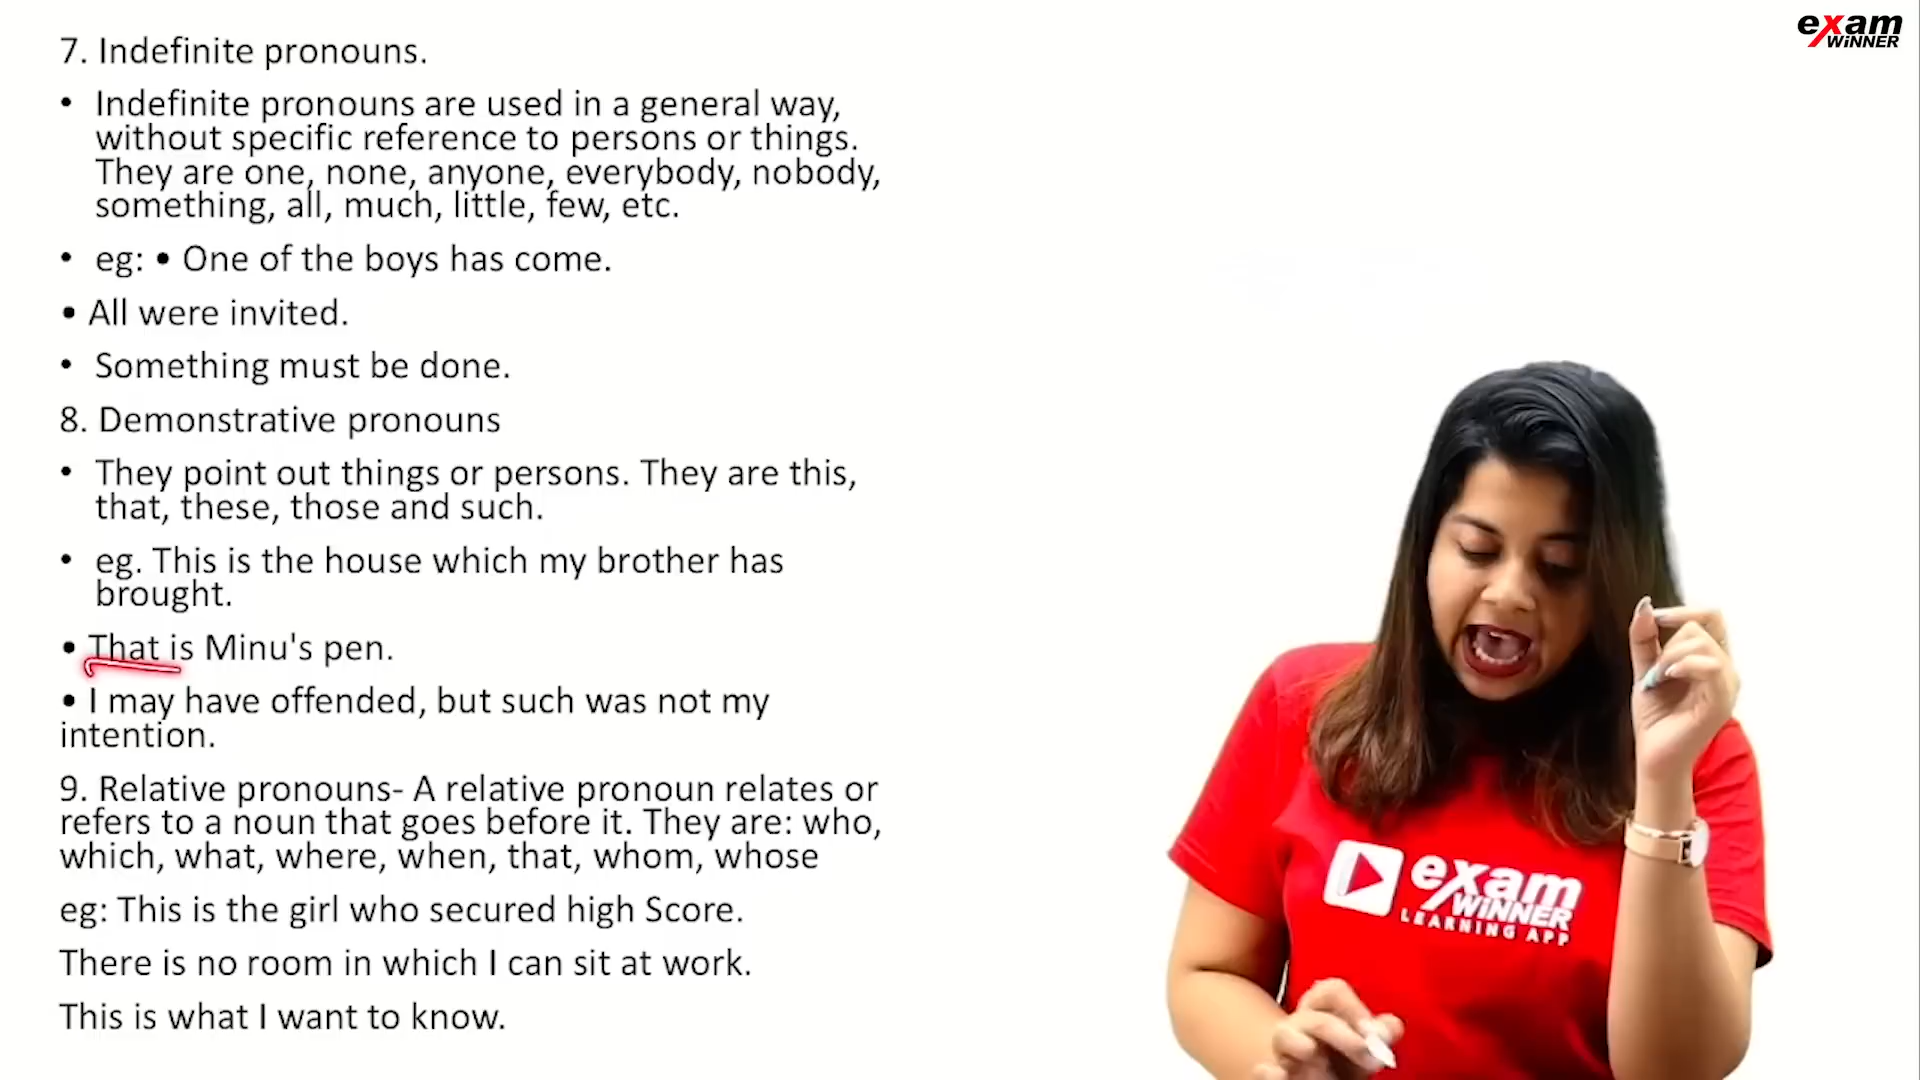 7. Indefinite pronouns.
• Indefinite pronouns are used in a general way,
without specific reference to persons or things.
They are one, none, anyone, everybody, nobody,
something, all, much, little, few, etc.
• eg: • One of the boys has come.
• All were invited.
• Something must be done.
8. Demonstrative pronouns
• They point out things or persons. They are this,
that, these, those and such.
• eg. This is the house which my brother has
brought.
• That is Minu's pen.
• I may have offended, but such was not my
intention.
9. Relative pronouns- A relative pronoun relates or
refers to a noun that goes before it. They are: who,
which, what, where, when, that, whom, whose
eg: This is the girl who secured high Score.
There is no room in which I can sit at work.
This is what I want to know.
exam
WiNNER
exam
WiNNER
LEARNING APP